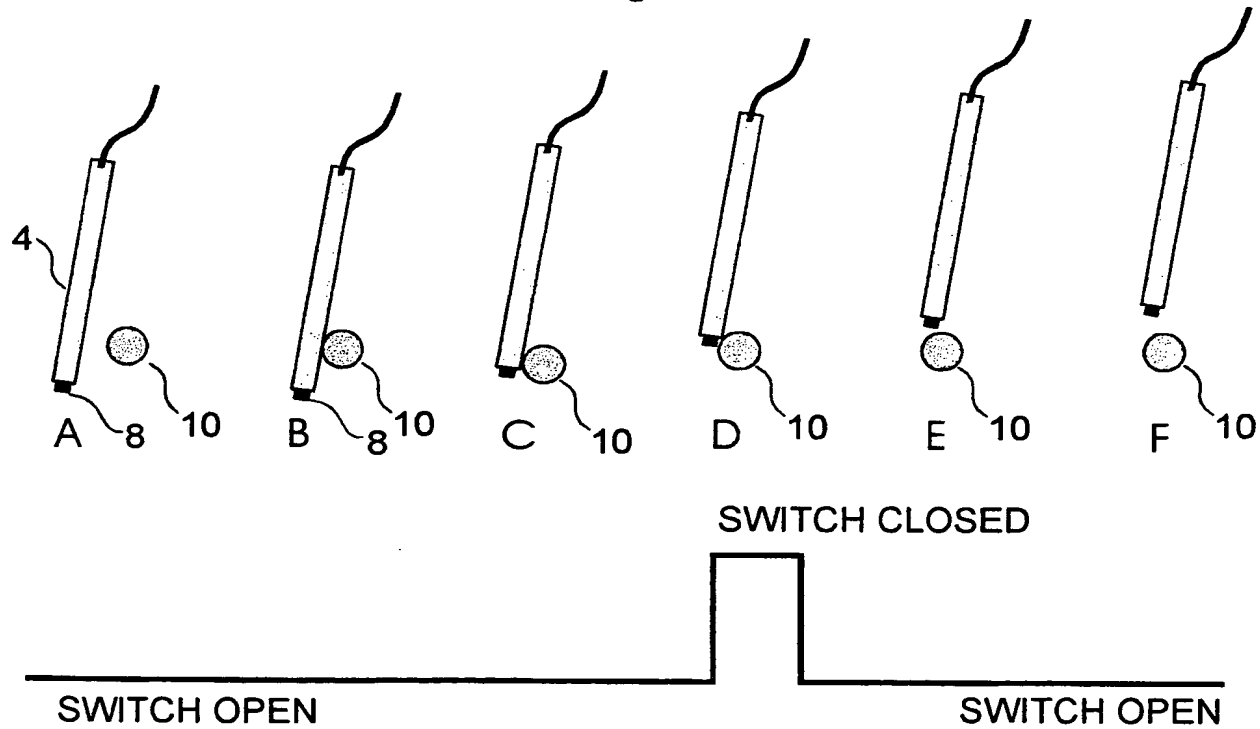 4
A 8 10
B 8 10
C 10
D 10
E 10
F 10
SWITCH CLOSED
SWITCH OPEN
SWITCH OPEN